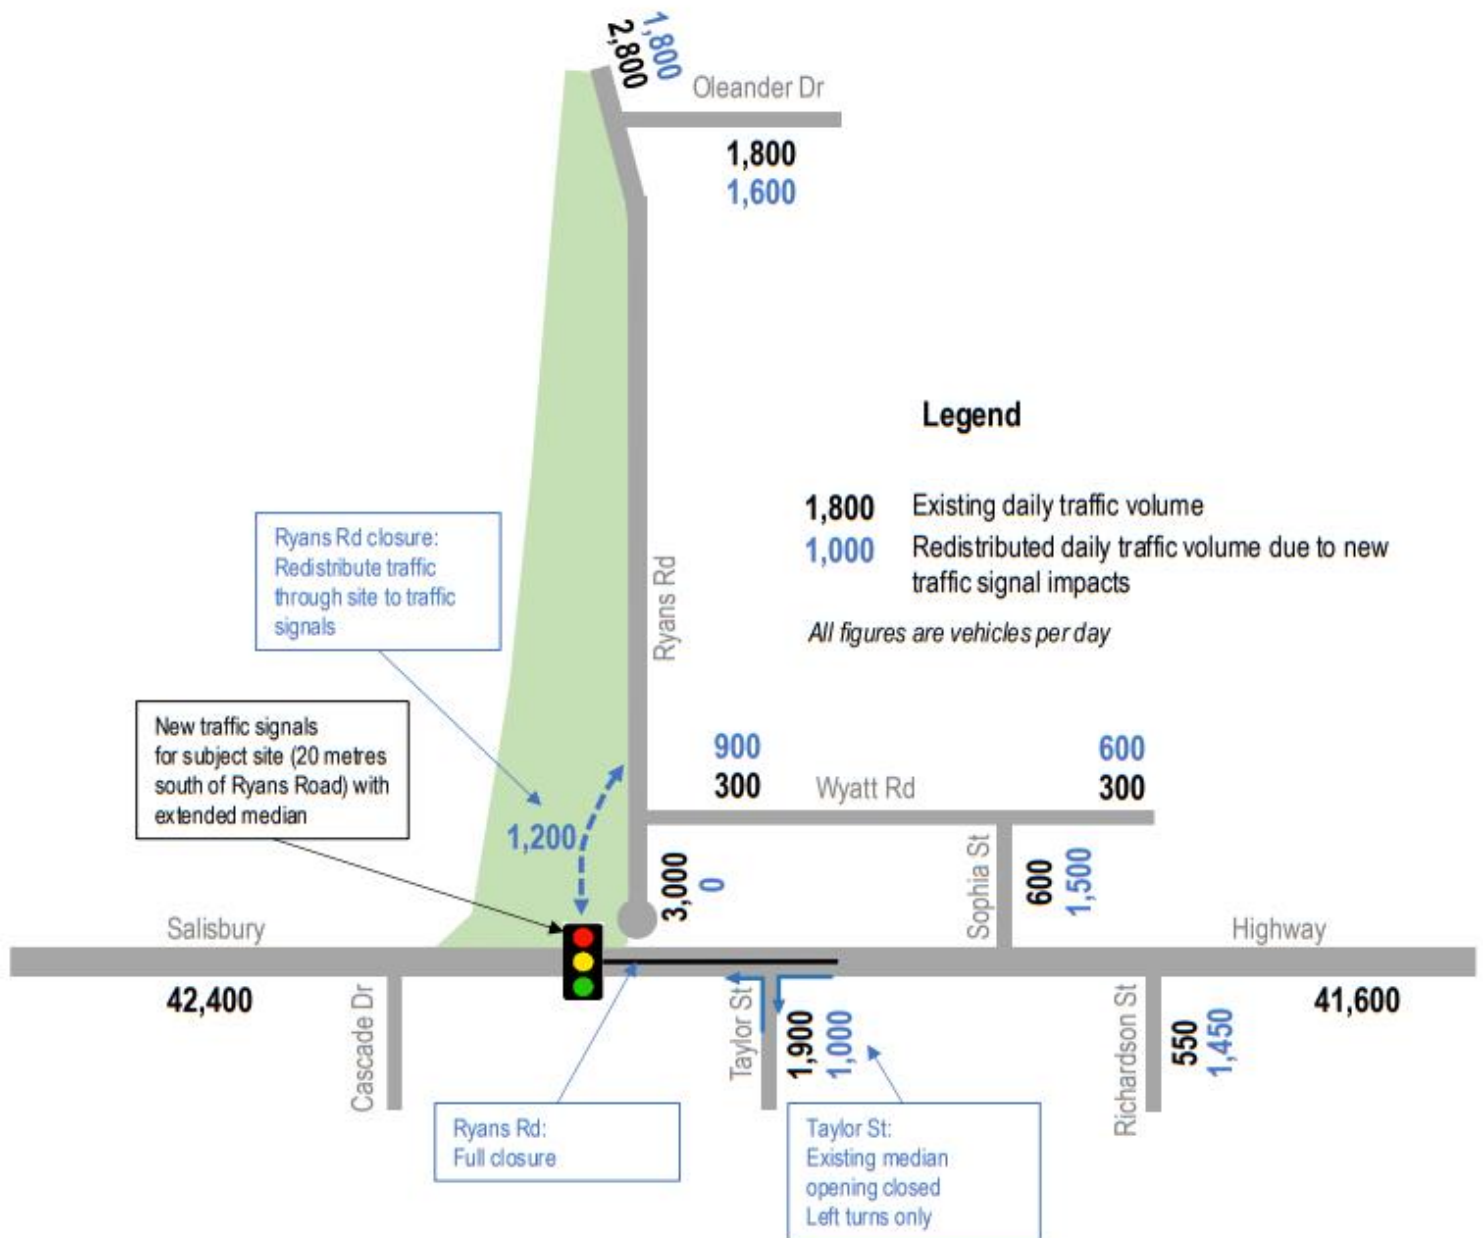 1,800
2,800
Oleander Dr
1,800
1,600
Legend
1,800 Existing daily traffic volume
1,000 Redistributed daily traffic volume due to new
traffic signal impacts
All figures are vehicles per day
Ryans Rd closure:
Redistribute traffic
through site to traffic
signals
Ryans Rd
New traffic signals
for subject site (20 metres
south of Ryans Road) with
extended median
1,200
900
300
Wyatt Rd
600
300
3,000
0
Sophia St
600
1,500
Salisbury
Highway
42,400
41,600
Cascade Dr
Taylor St
1,900
1,000
Richardson St
550
1,450
Ryans Rd:
Full closure
Taylor St:
Existing median
opening closed
Left turns only